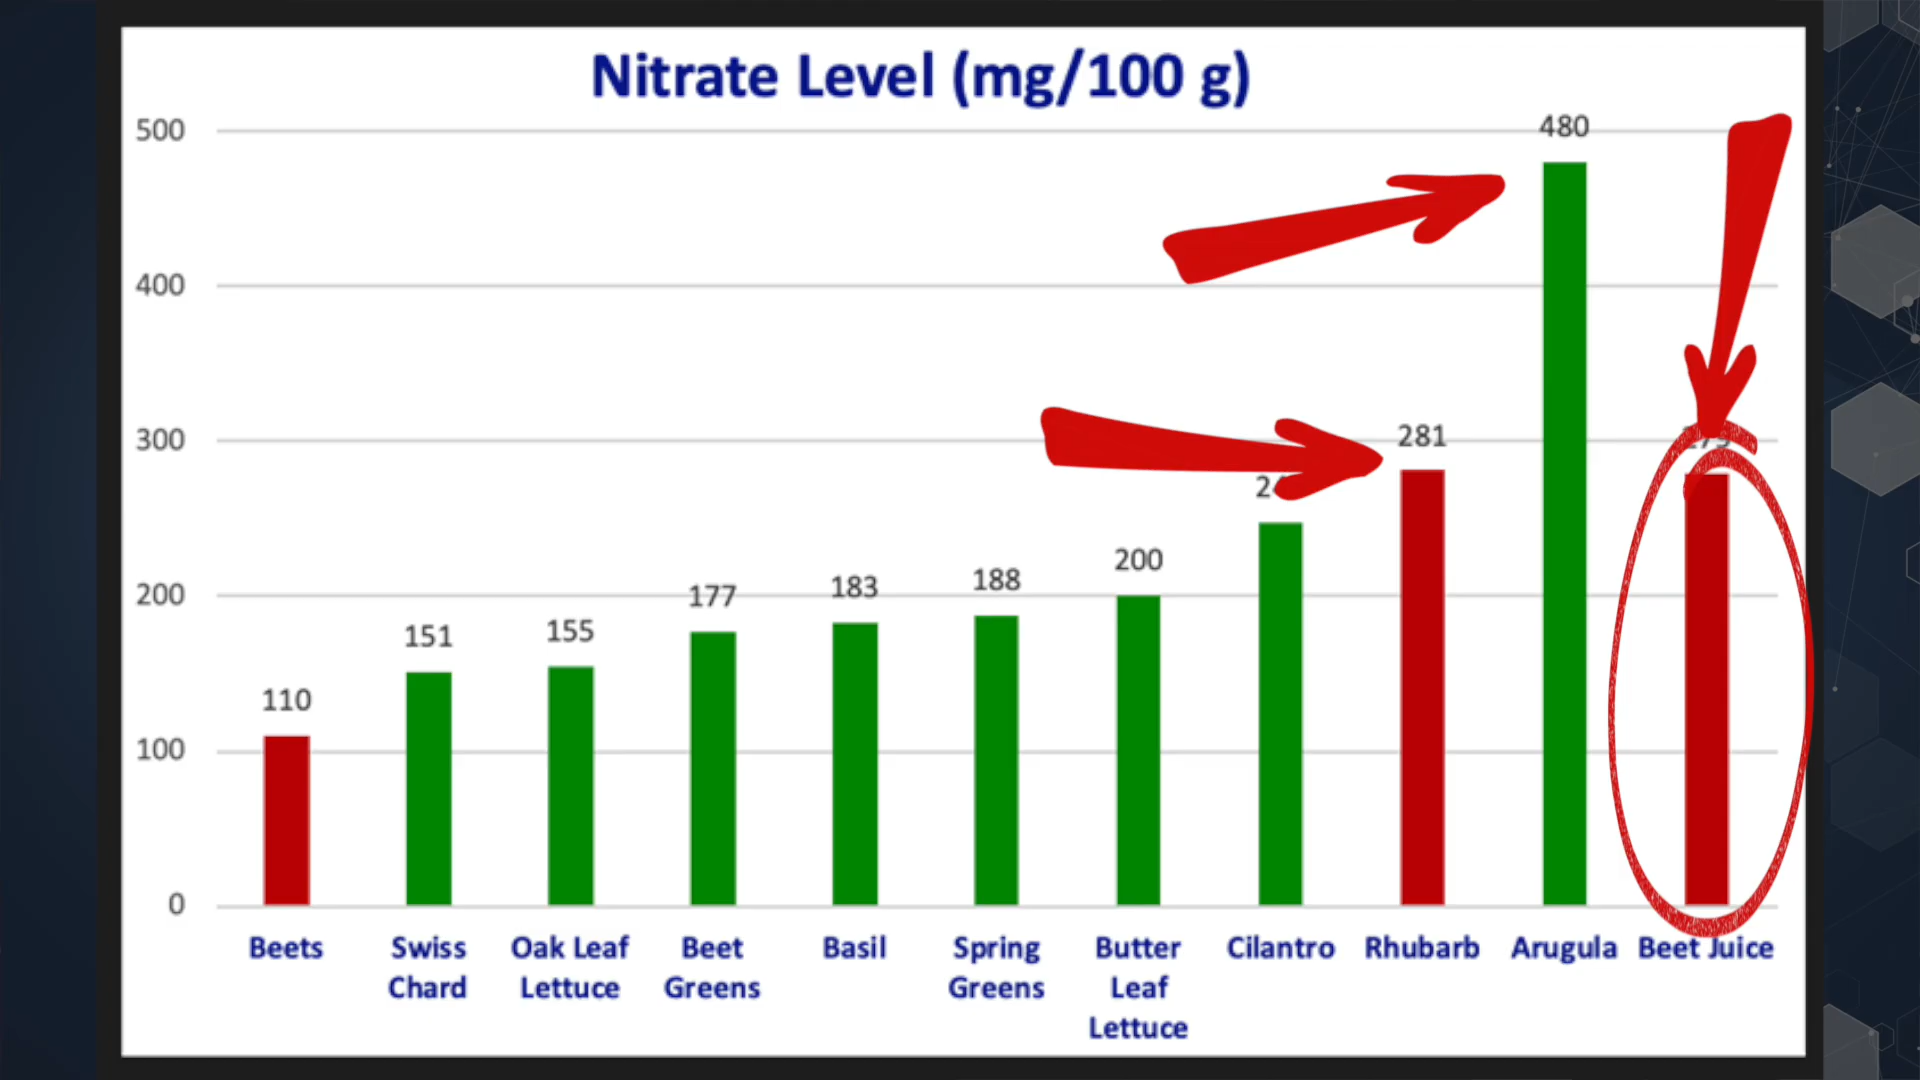 Nitrate Level (mg/100 g)
500
400
300
200
100
0
110
151
155
177
183
188
200
281
480
279
Beets
Swiss
Chard
Oak Leaf
Lettuce
Beet
Greens
Basil
Spring
Greens
Butter
Leaf
Lettuce
Cilantro
Rhubarb
Arugula
Beet Juice